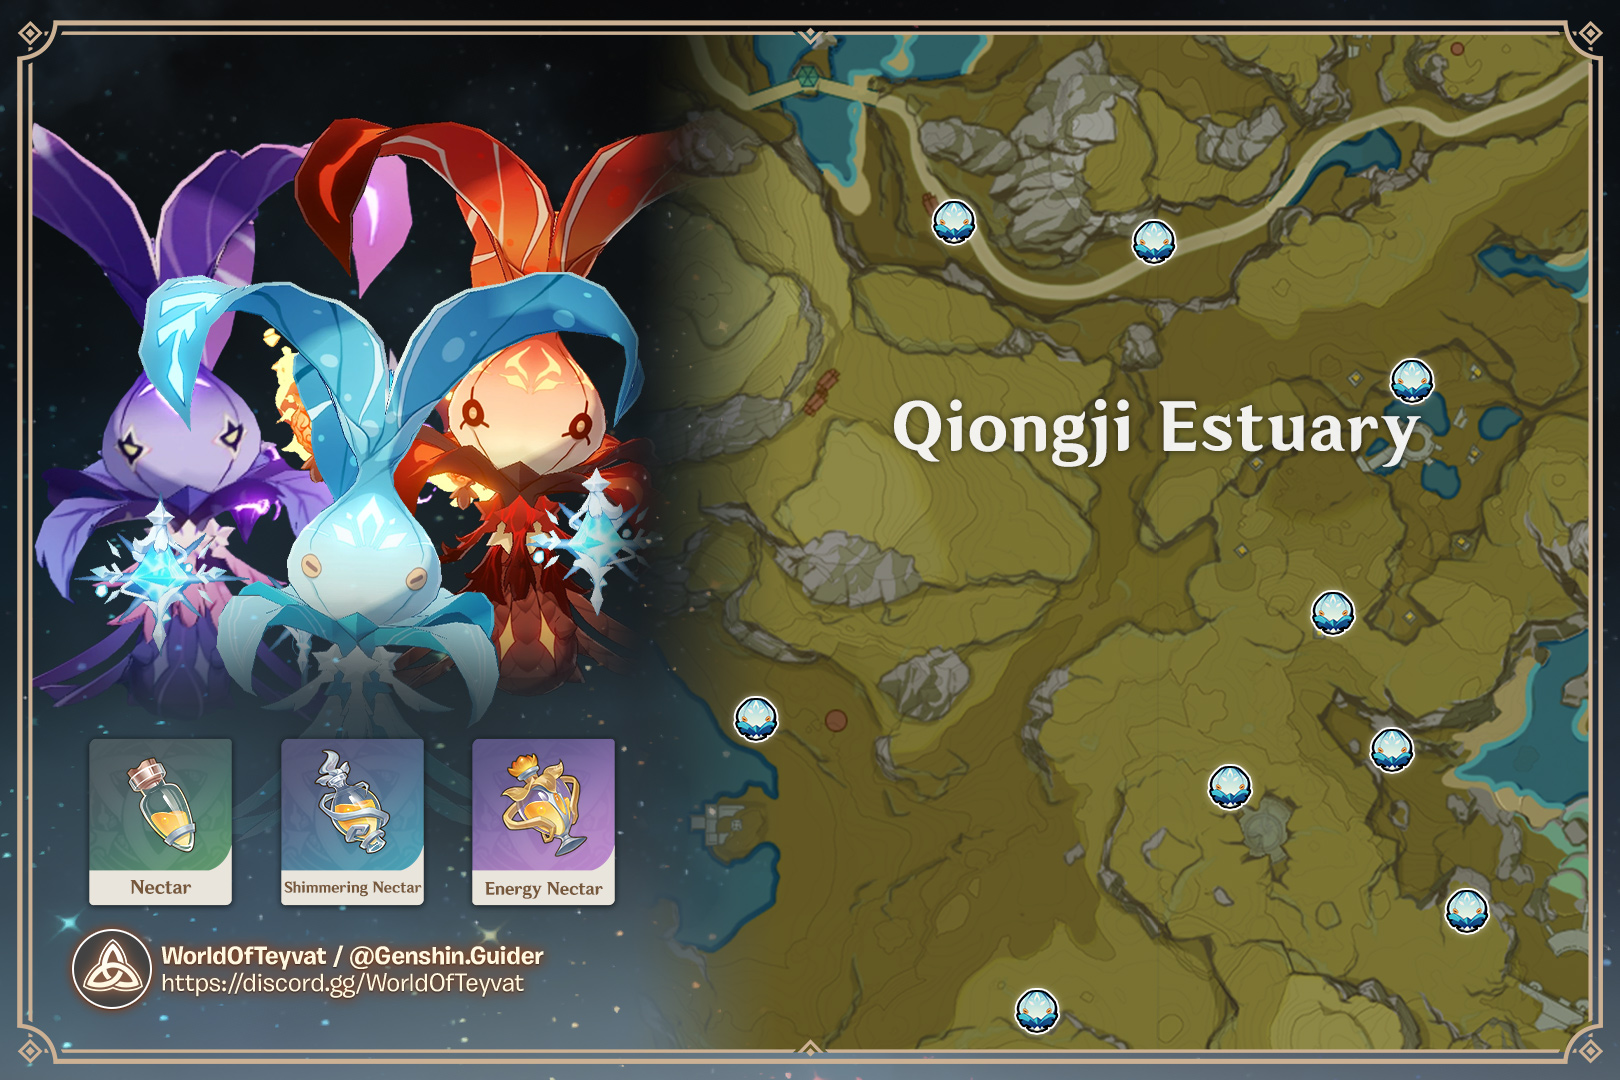 Qiongji Estuary
Nectar
Shimmering Nectar
Energy Nectar
WorldOfTeyvat / @Genshin.Guider
https://discord.gg/WorldOfTeyvat